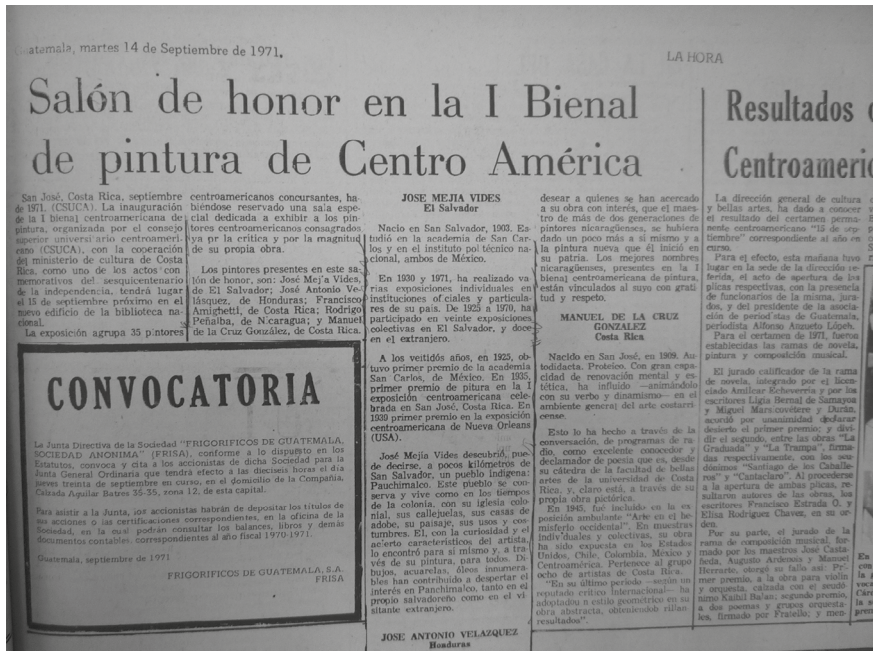 Guatemala, martes 14 de Septiembre de 1971.
LA HORA
Salón de honor en la I Bienal
de pintura de Centro América
San José, Costa Rica, septiembre
de 1971, (CSUCA). La inauguración
de la I bienal centroamericana de
pintura, organizada por el consejo
superior universitario centroameri-
cano (CSUCA), con la cooperación
del ministerio de cultura de Costa
Rica, como uno de los actos con-
memorativos del sesquicentenario
de la independencia, tendrá lugar
el 15 de septiembre próximo en el
nuevo edificio de la biblioteca na-
cional.
La exposición agrupa 35 pintores
centroamericanos concursantes, ha-
biéndose reservado una sala espe-
cial dedicada a exhibir a los pin-
tores centroamericanos consagrados
ya pr la crítica y por la magnitud
de su propia obra.
Los pintores presentes en este sa-
lón de honor, son: José Mejía Vides,
de El Salvador; José Antonio Ve-
lásquez, de Honduras; Francisco
Amighetti, de Costa Rica; Rodrigo
Peñalba, de Nicaragua; y Manuel
de la Cruz González, de Costa Rica.
CONVOCATORIA
La Junta Directiva de la Sociedad "FRIGORIFICOS DE GUATEMALA,
SOCIEDAD ANONIMA" (FRISA), conforme a lo dispuesto en los
Estatutos, convoca y cita a los accionistas de dicha Sociedad para la
Junta General Ordinaria que tendrá efecto a las dieciseis horas el día
jueves treinta de septiembre en curso, en el domicilio de la Compañía,
Calzada Aguilar Batres 35-35, zona 12, de esta capital.
Para asistir a la Junta, los accionistas habrán de depositar los títulos de
sus acciones o las certificaciones correspondientes, en la oficina de la
Sociedad, en la cual podrán consultar los balances, libros y demás
documentos contables, correspondientes al año fiscal 1970-1971.
Guatemala, septiembre de 1971
FRIGORIFICOS DE GUATEMALA, S.A.
FRISA
JOSE MEJIA VIDES
El Salvador
Nacio en San Salvador, 1903. Es-
tudió en la academia de San Car-
los y en el instituto politécnico na-
cional, ambos de México.
En 1930 y 1971, ha realizado va-
rias exposiciones individuales en
instituciones oficiales y particula-
res de su país. De 1925 a 1970, ha
participado en veinte exposiciones
colectivas en El Salvador, y doce
en el extranjero.
A los veitidós años, en 1925, ob-
tuvo primer premio de la academia
San Carlos, de México. En 1935,
primer premio de pitura en la I
exposición centroamericana cele-
brada en San José, Costa Rica. En
1939 primer premio en la exposición
centroamericana de Nueva Orleans
(USA).
José Mejía Vides descubrió, pue-
de decirse, a pocos kilómetros de
San Salvador, un pueblo indígena:
Panchimalco. Este pueblo se con-
serva y vive como en los tiempos
de la colonia, con su iglesia colo-
nial, sus callejuelas, sus casas de
adobe, su paisaje, sus usos y cos-
tumbres. El, con la curiosidad y el
acierto característicos del artista,
lo encontró para si mismo y, a tra-
vés de su pintura, para todos. Di-
bujos, acuarelas, óleos innumera-
bles han contribuido a despertar el
interés en Panchimalco, tanto en el
propio salvadoreño como en el vi-
sitante extranjero.
JOSE ANTONIO VELAZQUEZ
Honduras
desear a quienes se han acercado
a su obra con interés, que el maes-
tro de más de dos generaciones de
pintores nicaragüenses, se hubiera
dado un poco más a si mismo y a
la pintura nueva que él inició en
su patria. Los mejores nombres
nicaragüenses, presentes en la I
bienal centroamericana de pintura,
están vinculados al suyo con grati
tud y respeto.
MANUEL DE LA CRUZ
GONZALEZ
Costa Rica
Nacido en San José, en 1909. Au-
todidacta. Proteico. Con gran capa-
cidad de renovación mental y es-
tética, ha influido —animándolo
con su verbo y dinamismo— en el
ambiente general del arte costarri-
cense.
Esto lo ha hecho a través de la
conversación, de programas de ra-
dio, como excelente conocedor y
declamador de poesía que es, desde
su cátedra de la facultad de bellas
artes de la universidad de Costa
Rica, y, claro está, a través de su
propia obra pictórica.
En 1945, fué incluido en la ex
posición ambulante "Arte en el he-
misferio occidental". En muestras
individuales y colectivas, su obra
ha sido expuesta en los Estados
Unidos, Chile, Colombia, México y
Centroamérica. Pertenece al grupo
ocho de artistas de Costa Rica.
"En su último período —según un
reputado crítico internacional— ha
adoptado un estilo geométrico en su
obra abstracta, obteniendo
resultados".
Resultados
Centroameri
La dirección general de cultura
y bellas artes, ha dado a conocer
el resultado del certamen perma-
nente centroamericano "15 de sep-
tiembre" correspondiente al año en
curso.
Para el efecto, esta mañana tuvo
lugar en la sede de la dirección re-
ferida, el acto de apertura de las
plicas respectivas, con la presencia
de funcionarios de la misma, jura-
dos, y del presidente de la asocia-
ción de periodistas de Guatemala,
periodista Alfonso Anzueto López.
Para el certamen de 1971, fueron
establecidas las ramas de novela,
pintura y composición musical.
El jurado calificador de la rama
de novela, integrado por el licen-
ciado Amílcar Echeverría y por los
escritores Ligia Bernal de Samayoa
y Miguel Marsicovétere y Durán,
acordó por unanimidad declarar
desierto el primer premio; y divi-
dir el segundo, entre las obras "La
Graduada" y "La Trampa", firma-
das respectivamente, con los seu-
dónimos "Santiago de los Caballe-
ros" y "Cantaclaro". Al procederse
a la apertura de ambas plicas, re-
sultaron autores de las obras, los
escritores Francisco Estrada O. y
Elisa Rodríguez Chavez, en su or-
den.
Por su parte, el jurado de la
rama de composición musical, for-
mado por los maestros José Casta-
ñeda, Augusto Ardenois y Manuel
Herrarte, otorgó su fallo así: Pri-
mer premio, a la obra para violín
y orquesta, calzada con el seudó-
nimo Kaibil Balan; segundo premio,
a dos poemas y grupos orquesta-
les, firmado por Fratello; y men-